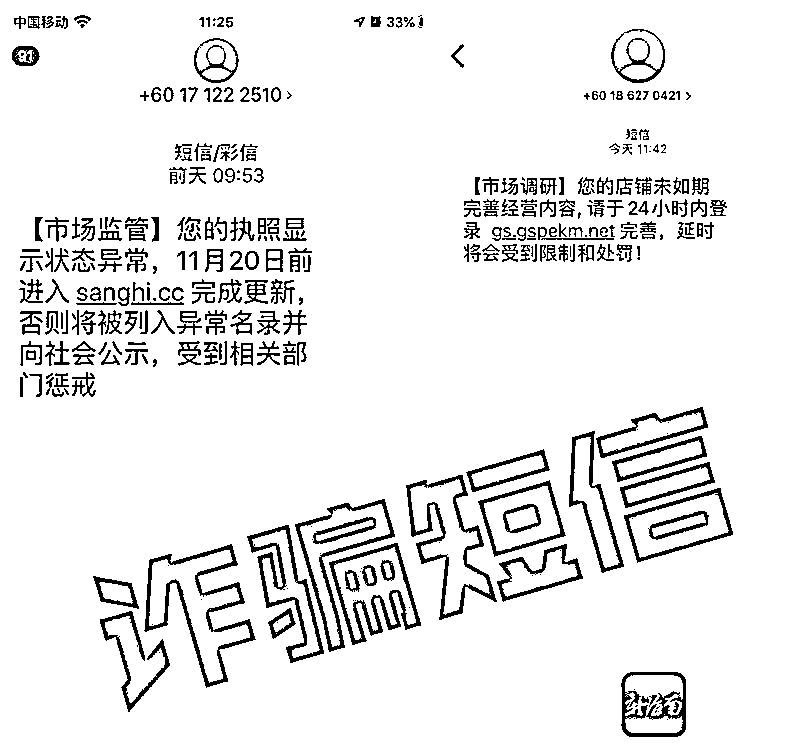 中国移动 11:25 33%
91
+60 17 122 2510 >
短信/彩信
前天 09:53
【市场监管】您的执照显
示状态异常，11月20日前
进入 sanghi.cc 完成更新，
否则将被列入异常名录并
向社会公示，受到相关部
门惩戒
+60 18 627 0421 >
短信
今天 11:42
【市场调研】您的店铺未如期
完善经营内容, 请于24小时内登
录 gs.gspekm.net 完善，延时
将会受到限制和处罚！
诈骗短信